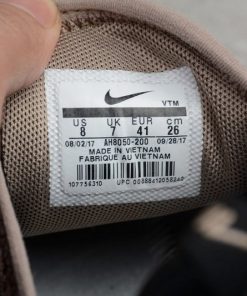 VTM
US UK EUR cm
8 7 41 26
08/02/17 AH8050-200 09/28/17
MADE IN VIETNAM
FABRIQUE AU VIETNAM
107756310